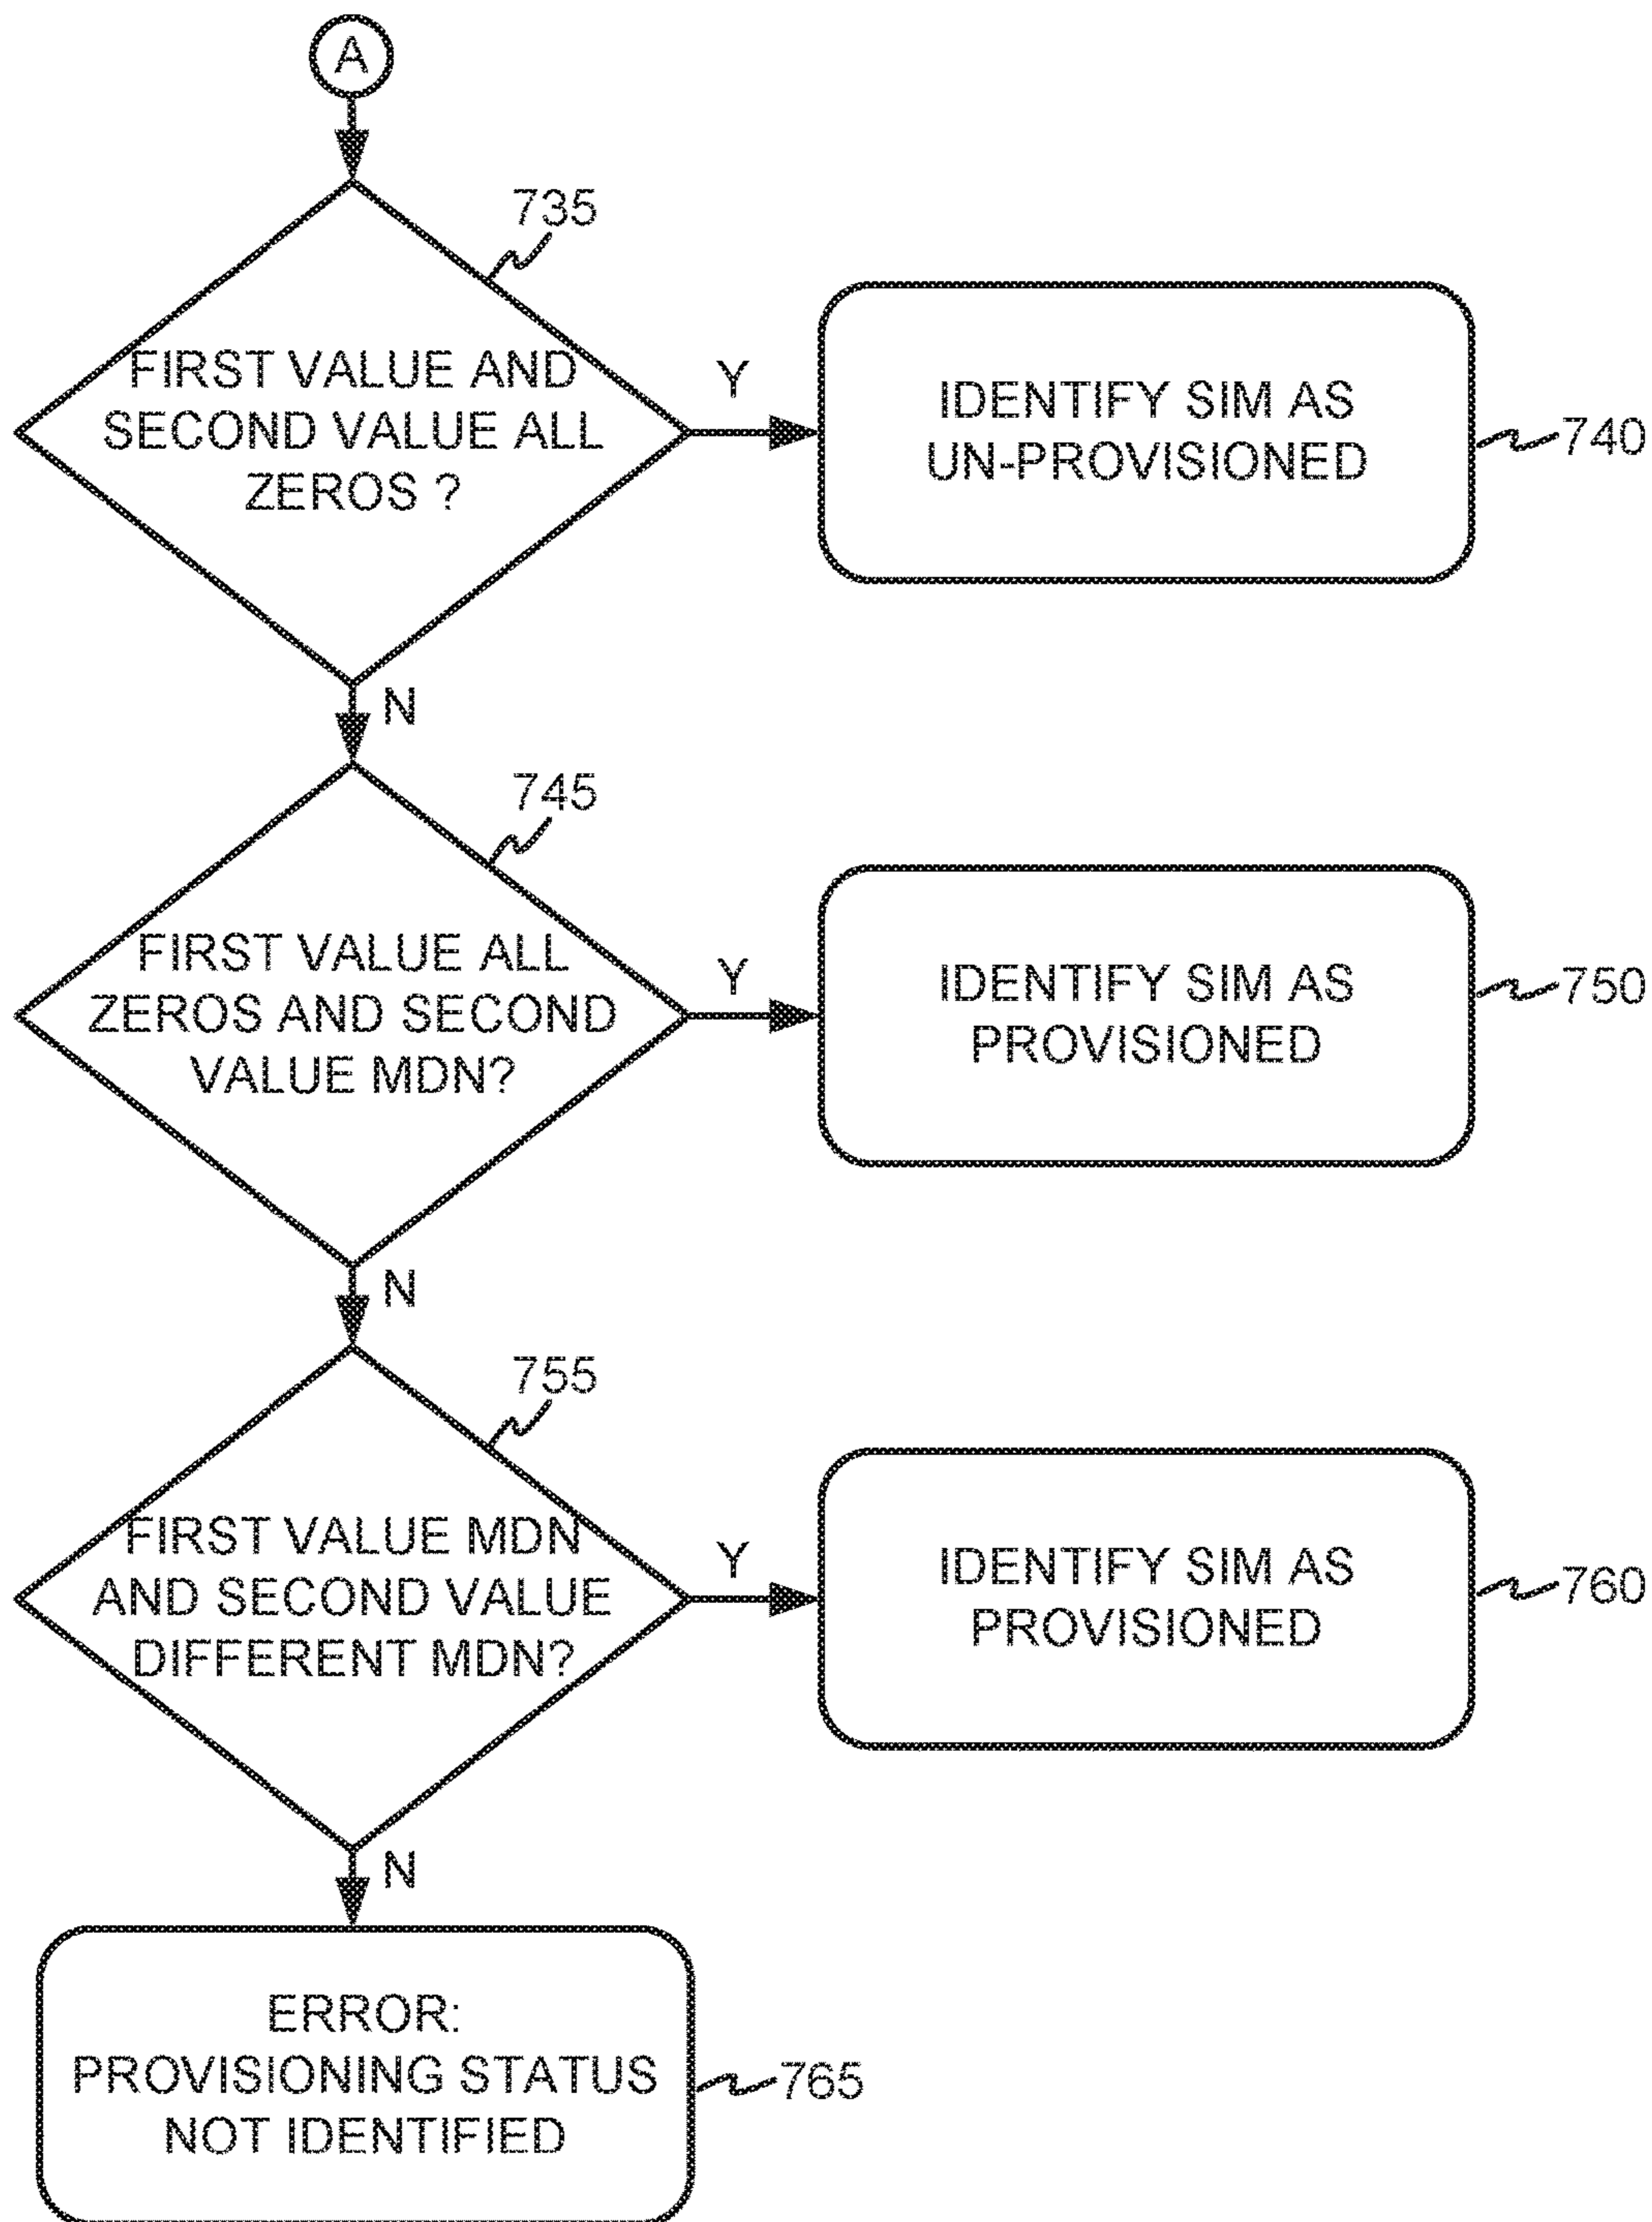 A
735
FIRST VALUE AND
SECOND VALUE ALL
ZEROS ?
Y
IDENTIFY SIM AS
UN-PROVISIONED
740
N
745
FIRST VALUE ALL
ZEROS AND SECOND
VALUE MDN?
Y
IDENTIFY SIM AS
PROVISIONED
750
N
755
FIRST VALUE MDN
AND SECOND VALUE
DIFFERENT MDN?
Y
IDENTIFY SIM AS
PROVISIONED
760
N
ERROR:
PROVISIONING STATUS
NOT IDENTIFIED
765